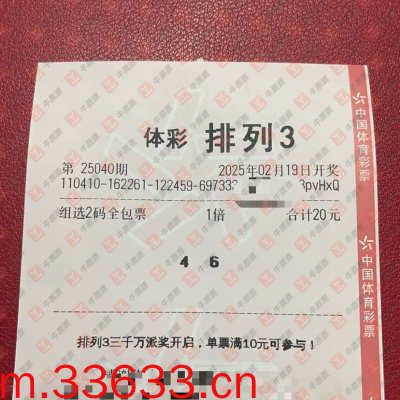 体彩 排列3
第 25040期 2025年02月19日开奖
110410-162261-122459-697333 pvHxQ
组选2码全包票 1倍 合计20元
4 6
排列3三千万派奖开启，单票满10元可参与！
m.33633.cn
中国体育彩票
中国体育彩票